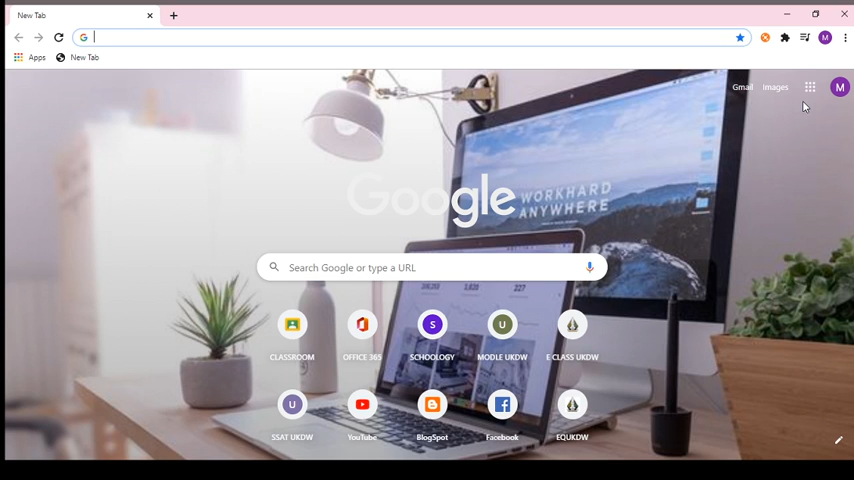 New Tab
Apps New Tab
Gmail Images M
Google
WORKHARD
ANYWHERE
Search Google or type a URL
S U
CLASSROOM OFFICE 365 SCHOOLOGY MODLE UKDW E CLASS UKDW
U
SSAT UKDW YouTube BlogSpot Facebook EQUKDW